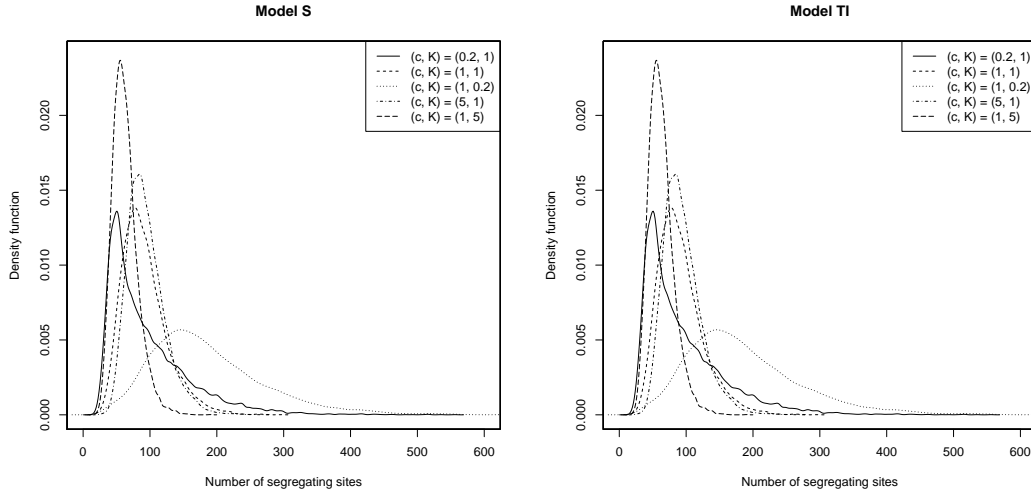 Model S
(c, K) = (0.2, 1)
(c, K) = (1, 1)
(c, K) = (1, 0.2)
(c, K) = (5, 1)
(c, K) = (1, 5)
Density function
0.000
0.005
0.010
0.015
0.020
0
100
200
300
400
500
600
Number of segregating sites
Model TI
(c, K) = (0.2, 1)
(c, K) = (1, 1)
(c, K) = (1, 0.2)
(c, K) = (5, 1)
(c, K) = (1, 5)
Density function
0.000
0.005
0.010
0.015
0.020
0
100
200
300
400
500
600
Number of segregating sites